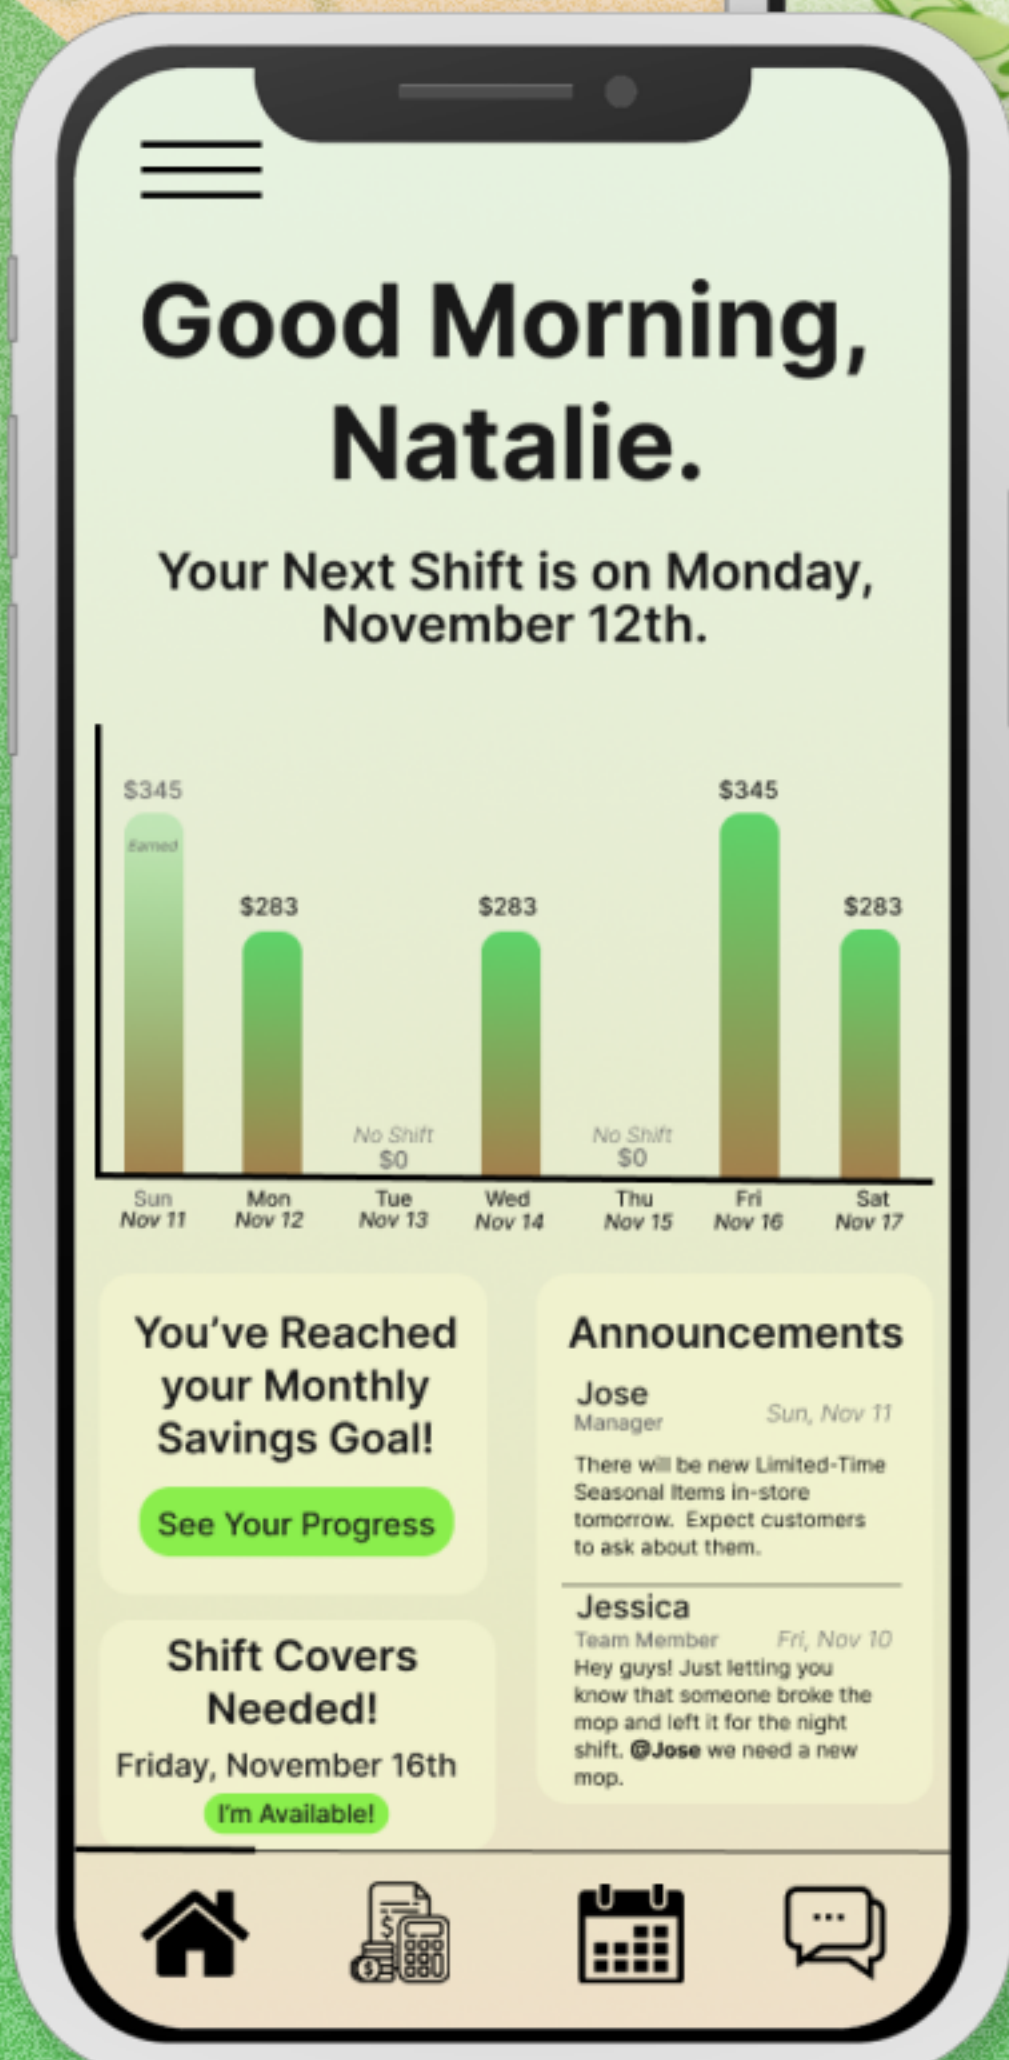 Good Morning,
Natalie.
Your Next Shift is on Monday,
November 12th.
$345
Earned
$283
No Shift
$0
$283
No Shift
$0
$345
$283
Sun
Nov 11
Mon
Nov 12
Tue
Nov 13
Wed
Nov 14
Thu
Nov 15
Fri
Nov 16
Sat
Nov 17
You've Reached
your Monthly
Savings Goal!
See Your Progress
Shift Covers
Needed!
Friday, November 16th
I'm Available!
Announcements
Jose
Manager
Sun, Nov 11
There will be new Limited-Time
Seasonal Items in-store
tomorrow. Expect customers
to ask about them.
Jessica
Team Member
Fri, Nov 10
Hey guys! Just letting you
know that someone broke the
mop and left it for the night
shift. @Jose we need a new
mop.
$
$